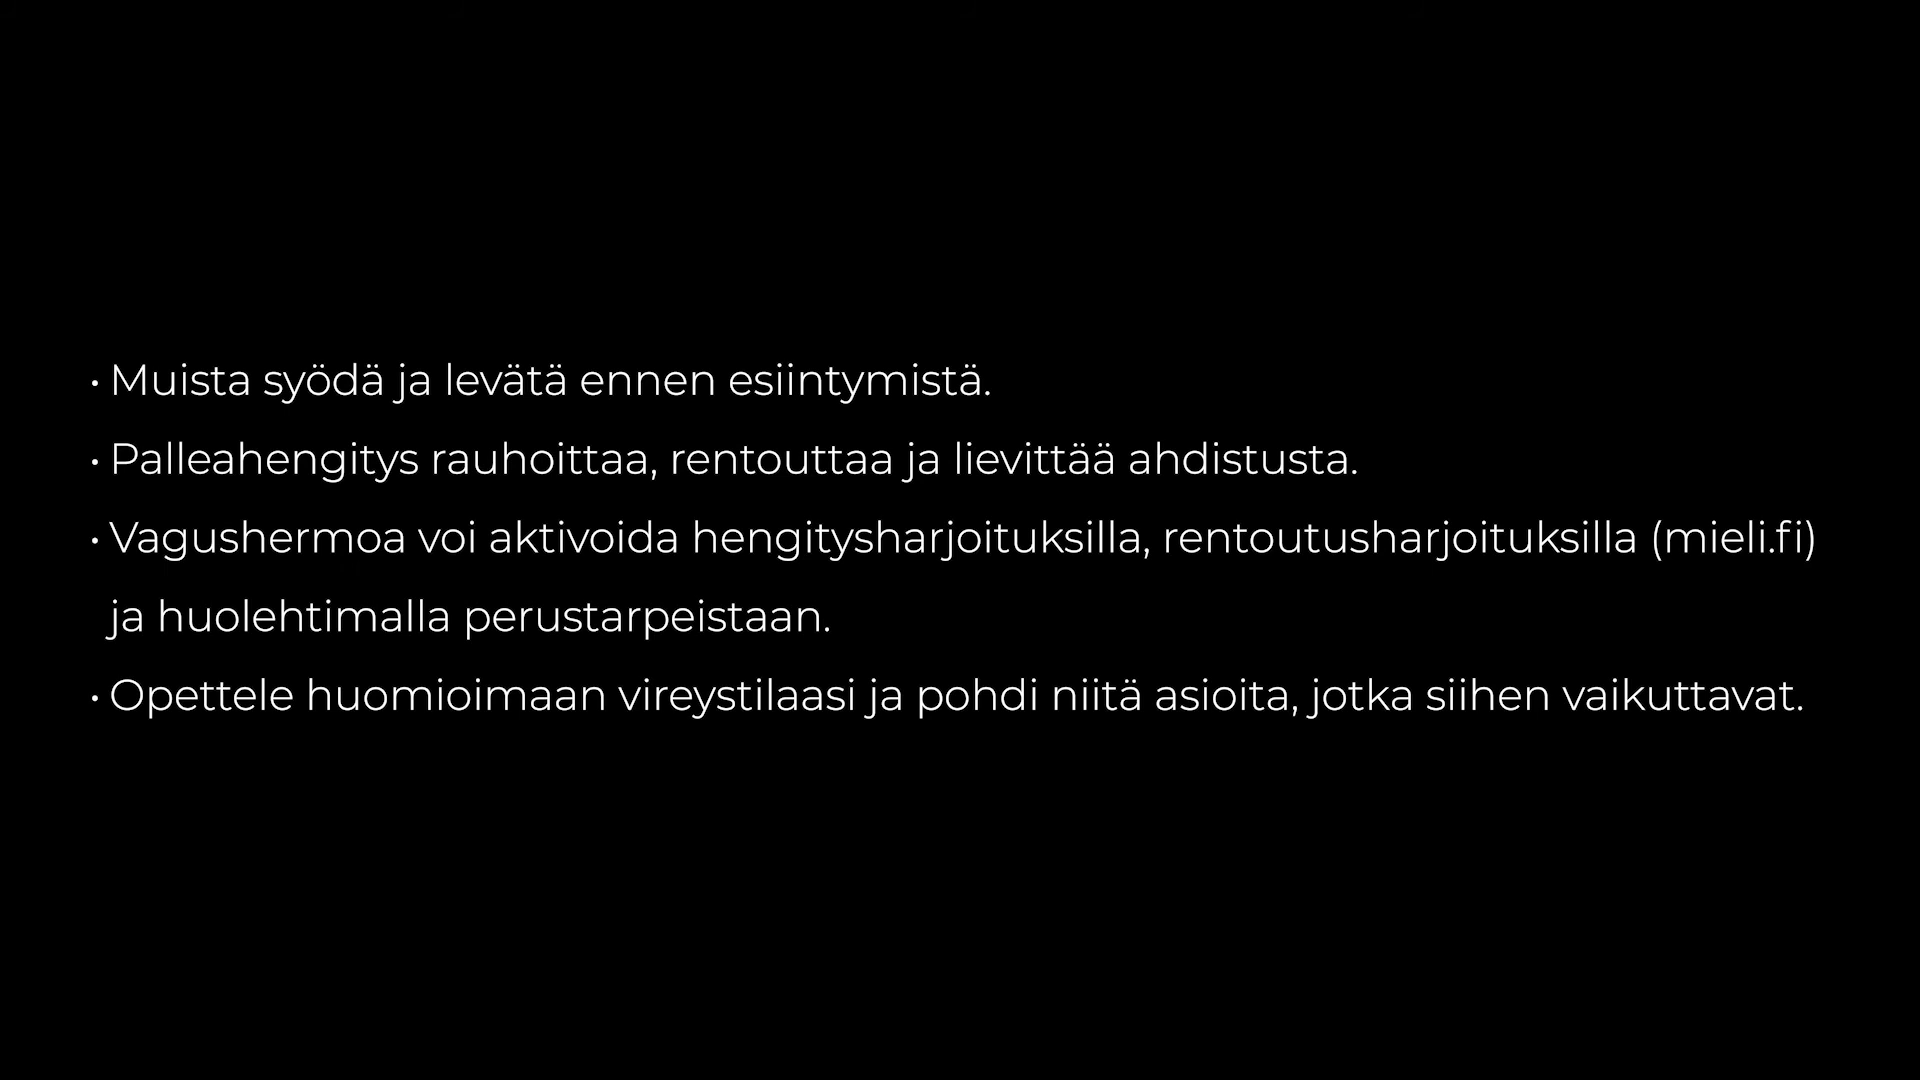 • Muista syödä ja levätä ennen esiintymistä.
• Palleahengitys rauhoittaa, rentouttaa ja lievittää ahdistusta.
• Vagushermoa voi aktivoida hengitysharjoituksilla, rentoutusharjoituksilla (mieli.fi)
ja huolehtimalla perustarpeistaan.
• Opettele huomioimaan vireystilaasi ja pohdi niitä asioita, jotka siihen vaikuttavat.